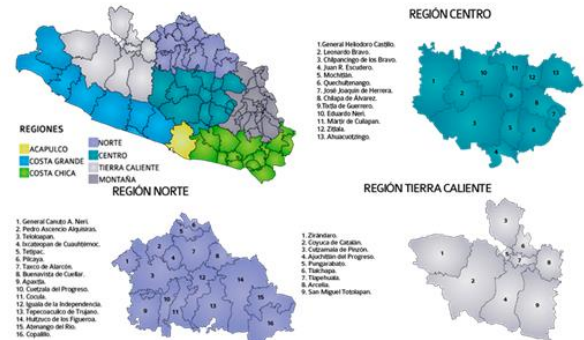 REGIONES
ACAPULCO
COSTA GRANDE
COSTA CHICA
NORTE
CENTRO
TIERRA CALIENTE
MONTAÑA
REGIÓN CENTRO
1.General Heliodoro Castillo.
2. Leonardo Bravo.
3. Chilpancingo de los Bravo.
4. Juan R. Escudero.
5. Mochitlán.
6. Quechultenango.
7. José Joaquín de Herrera.
8. Chilapa de Álvarez.
9.Tixtla de Guerrero.
10. Eduardo Neri.
11. Mártir de Cuilapan.
12. Zitlala.
13. Ahuacuotzingo.
REGIÓN NORTE
1. General Canuto A. Neri.
2. Pedro Ascencio Alquisiras.
3. Teloloapan.
4. Ixcateopan de Cuauhtémoc.
5. Tetipac.
6. Pilcaya.
7. Taxco de Alarcón.
8. Buenavista de Cuellar.
9. Apaxtla.
10. Cuetzala del Progreso.
11. Cocula.
12. Iguala de la Independencia.
13. Tepecoacuilco de Trujano.
14. Huitzuco de los Figueroa.
15. Atenango del Río.
16. Copalillo.
REGIÓN TIERRA CALIENTE
1. Zirándaro.
2. Coyuca de Catalán.
3. Cutzamala de Pinzón.
4. Ajuchitlán del Progreso.
5. Pungarabato.
6. Tlalchapa.
7. Tlapehuala.
8. Arcelia.
9. San Miguel Totolapan.